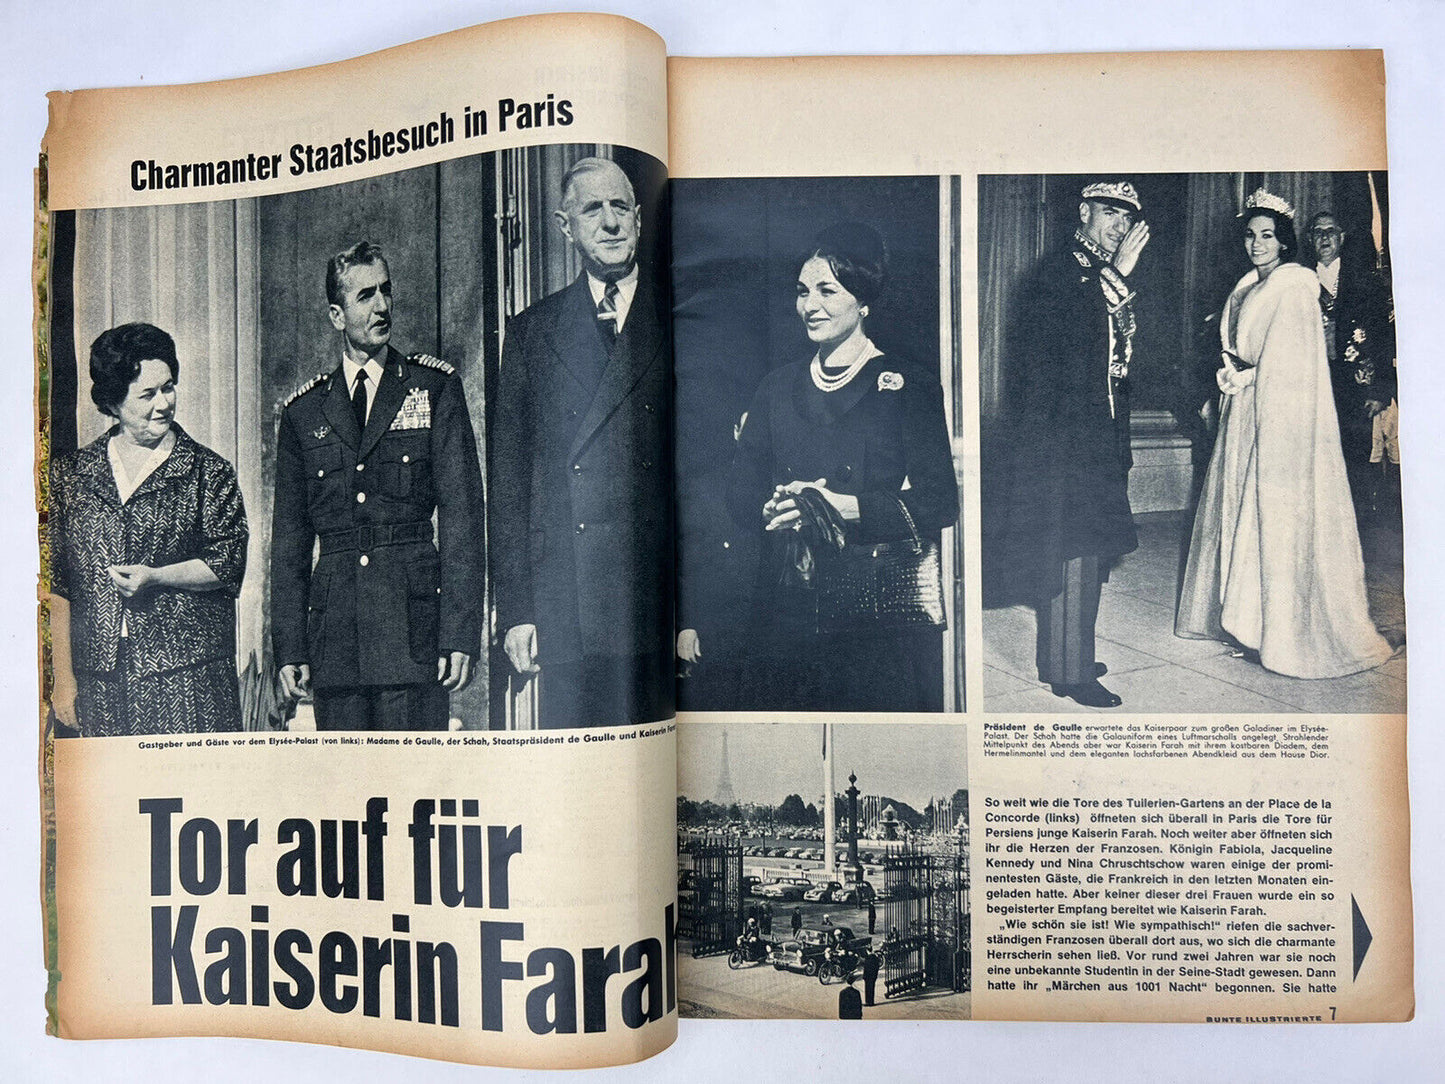 Charmanter Staatsbesuch in Paris
Gastgeber und Gäste vor dem Elysée-Palast (von links): Madame de Gaulle, der Schah, Staatspräsident de Gaulle und Kaiserin Fara
Tor auf für
Kaiserin Farah
Präsident de Gaulle erwartete das Kaiserpaar zum großen Galadiner im Elysée-
Palast. Der Schah hatte die Galauniform eines Luftmarschalls angelegt. Strahlender
Mittelpunkt des Abends aber war Kaiserin Farah mit ihrem kostbaren Diadem, dem
Hermelinmantel und dem eleganten lachsfarbenen Abendkleid aus dem Hause Dior.
So weit wie die Tore des Tuilerien-Gartens an der Place de la
Concorde (links) öffneten sich überall in Paris die Tore für
Persiens junge Kaiserin Farah. Noch weiter aber öffneten sich
ihr die Herzen der Franzosen. Königin Fabiola, Jacqueline
Kennedy und Nina Chruschtschow waren einige der promi-
nentesten Gäste, die Frankreich in den letzten Monaten ein-
geladen hatte. Aber keiner dieser drei Frauen wurde ein so
begeisterter Empfang bereitet wie Kaiserin Farah.
„Wie schön sie ist! Wie sympathisch!“ riefen die sachver-
ständigen Franzosen überall dort aus, wo sich die charmante
Herrscherin sehen ließ. Vor rund zwei Jahren war sie noch
eine unbekannte Studentin in der Seine-Stadt gewesen. Dann
hatte ihr „Märchen aus 1001 Nacht“ begonnen. Sie hatte
BUNTE ILLUSTRIERTE 7